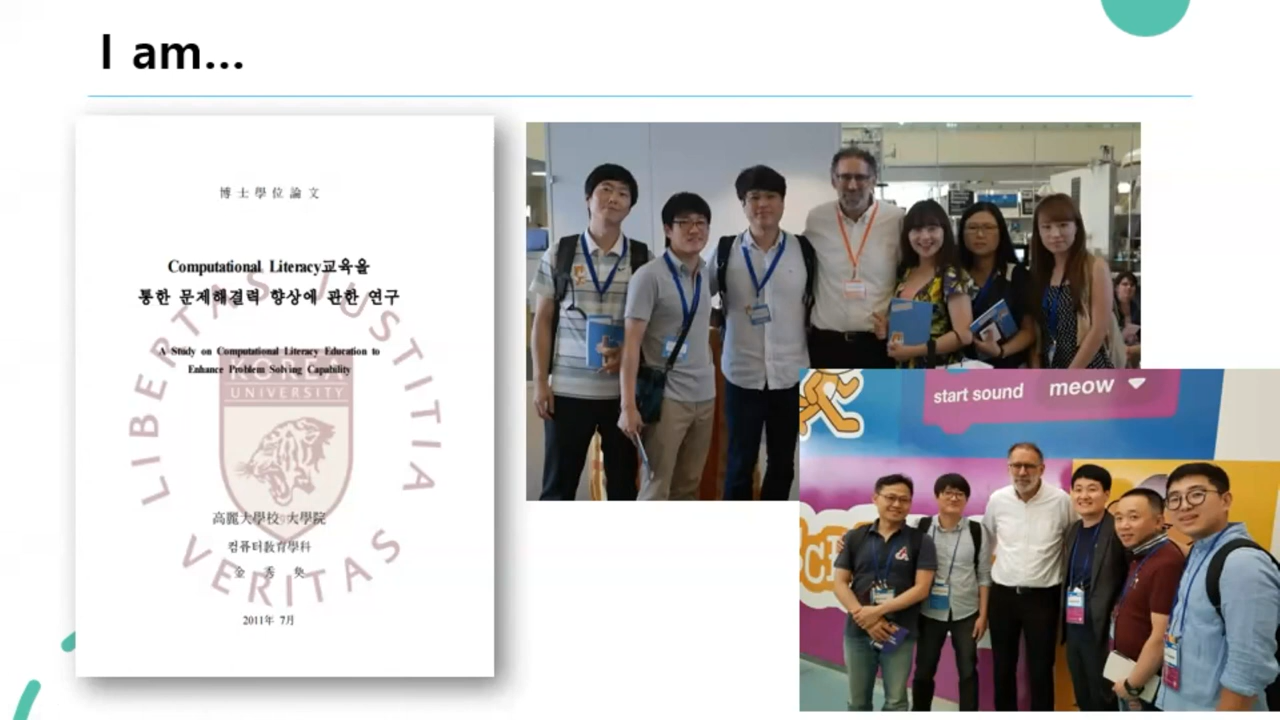 I am...
博士學位論文
Computational Literacy교육을
통한 문제해결력 향상에 관한 연구
A Study on Computational Literacy Education to
Enhance Problem Solving Capability
LIBERTAS JUSTITIA VERITAS
KOREA
UNIVERSITY
高麗大學校 大學院
컴퓨터敎育學科
金秀奐
2011年 7月
start sound meow